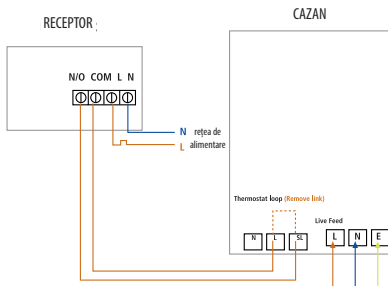 CAZAN
RECEPTOR :
N/O COM L N
N rețea de
L alimentare
Thermostat loop (Remove link)
Live Feed
N L SL L N E